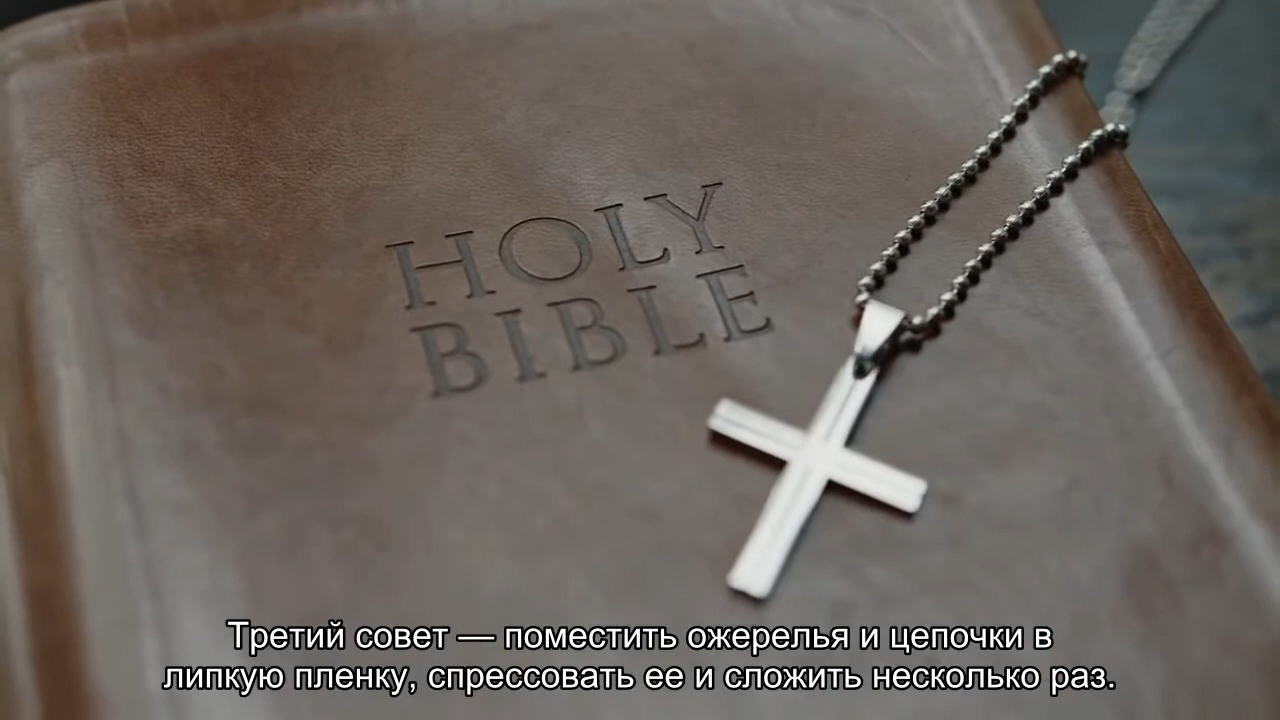 HOLY
BIBLE
Третий совет — поместить ожерелья и цепочки в
липкую пленку, спрессовать ее и сложить несколько раз.